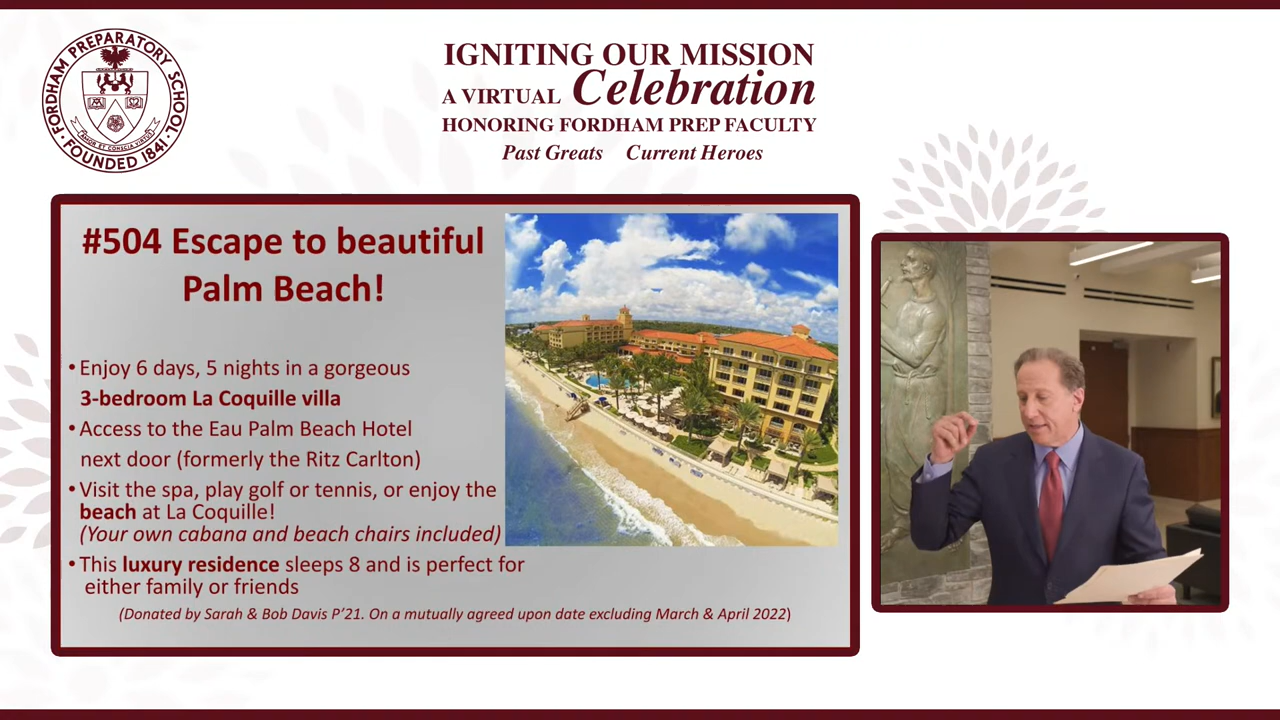 FORDHAM PREPARATORY SCHOOL
· FOUNDED 1841 ·
IGNITING OUR MISSION
A VIRTUAL Celebration
HONORING FORDHAM PREP FACULTY
Past Greats Current Heroes
#504 Escape to beautiful
Palm Beach!
• Enjoy 6 days, 5 nights in a gorgeous
3-bedroom La Coquille villa
• Access to the Eau Palm Beach Hotel
next door (formerly the Ritz Carlton)
• Visit the spa, play golf or tennis, or enjoy the
beach at La Coquille!
(Your own cabana and beach chairs included)
• This luxury residence sleeps 8 and is perfect for
either family or friends
(Donated by Sarah & Bob Davis P’21. On a mutually agreed upon date excluding March & April 2022)